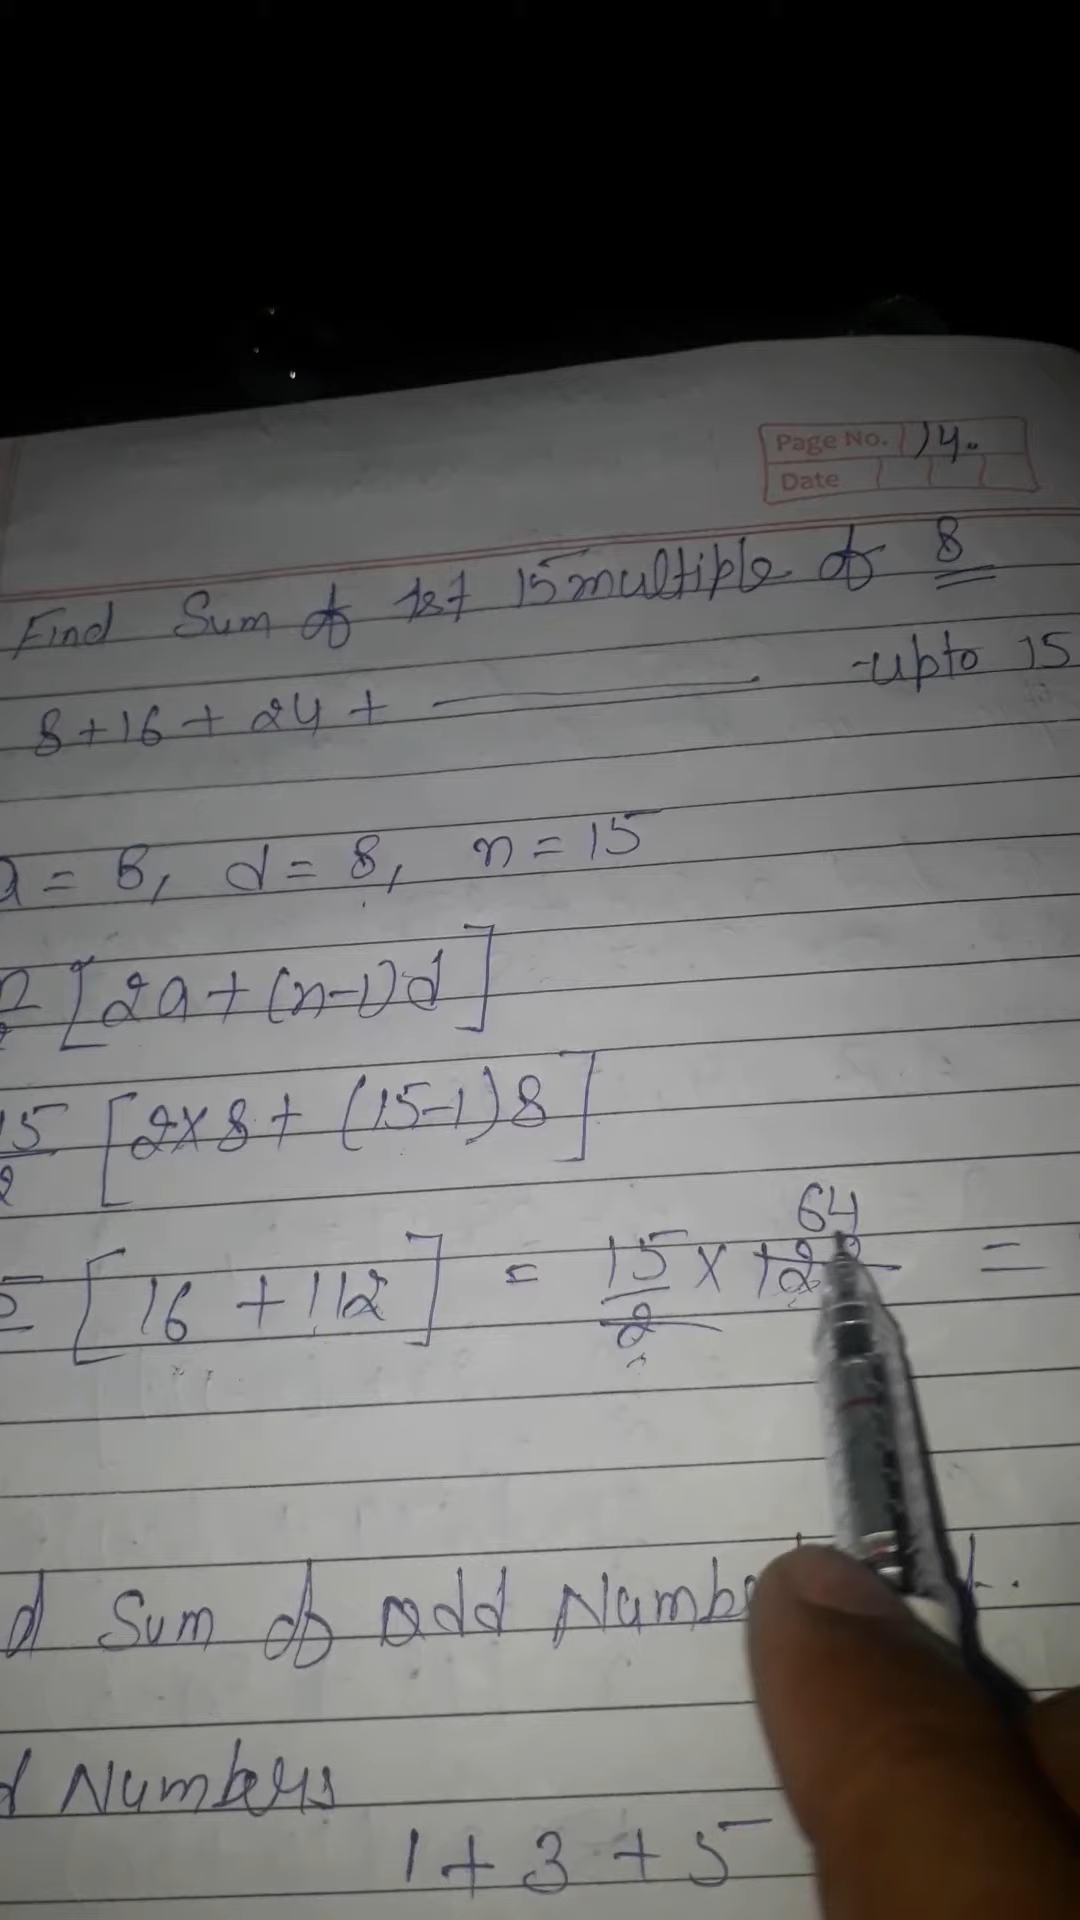 Page No. 14.
Date
Find Sum of 1st 15 multiple of 8
8+16+24+ ——— upto 15
a = 8, d = 8, n = 15
n/2 [2a+(n-1)d]
15/2 [2x8+(15-1)8]
64
[16+112] = 15/2 x 128 =
d Sum of odd Numbe
d Numbers
1+3+5